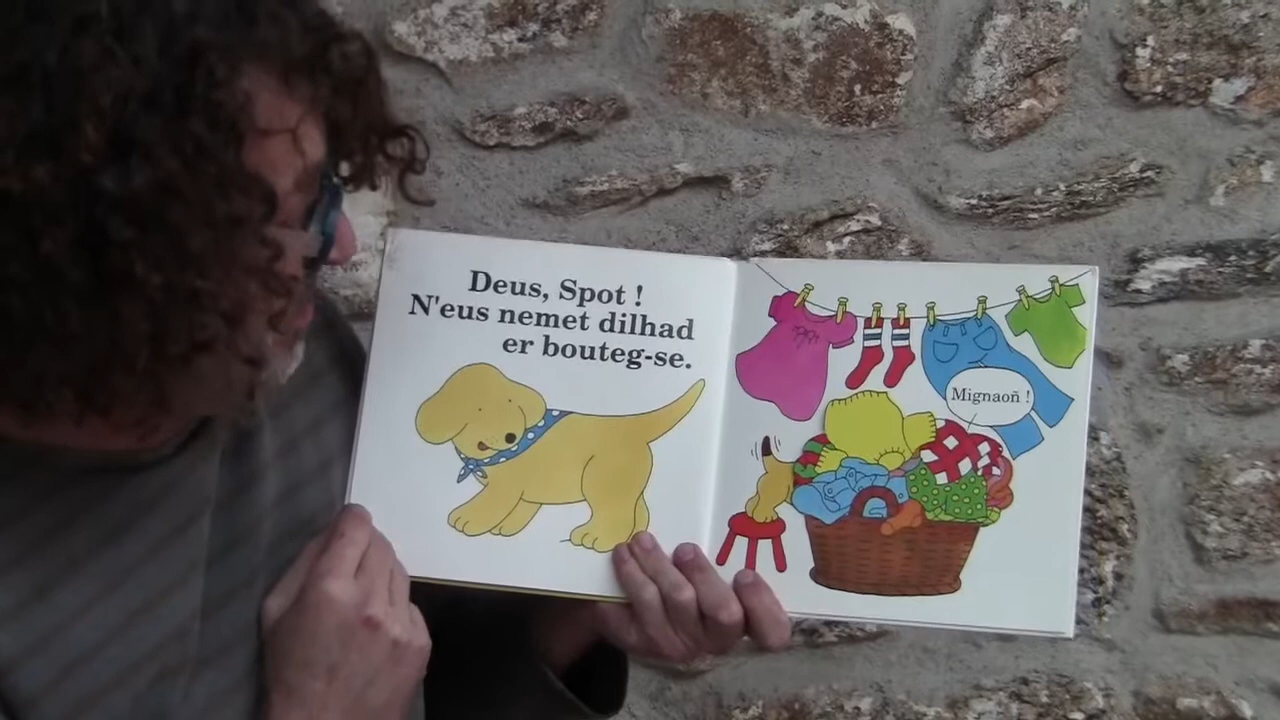 Deus, Spot !
N'eus nemet dilhad
er bouteg-se.
Mignaoñ !